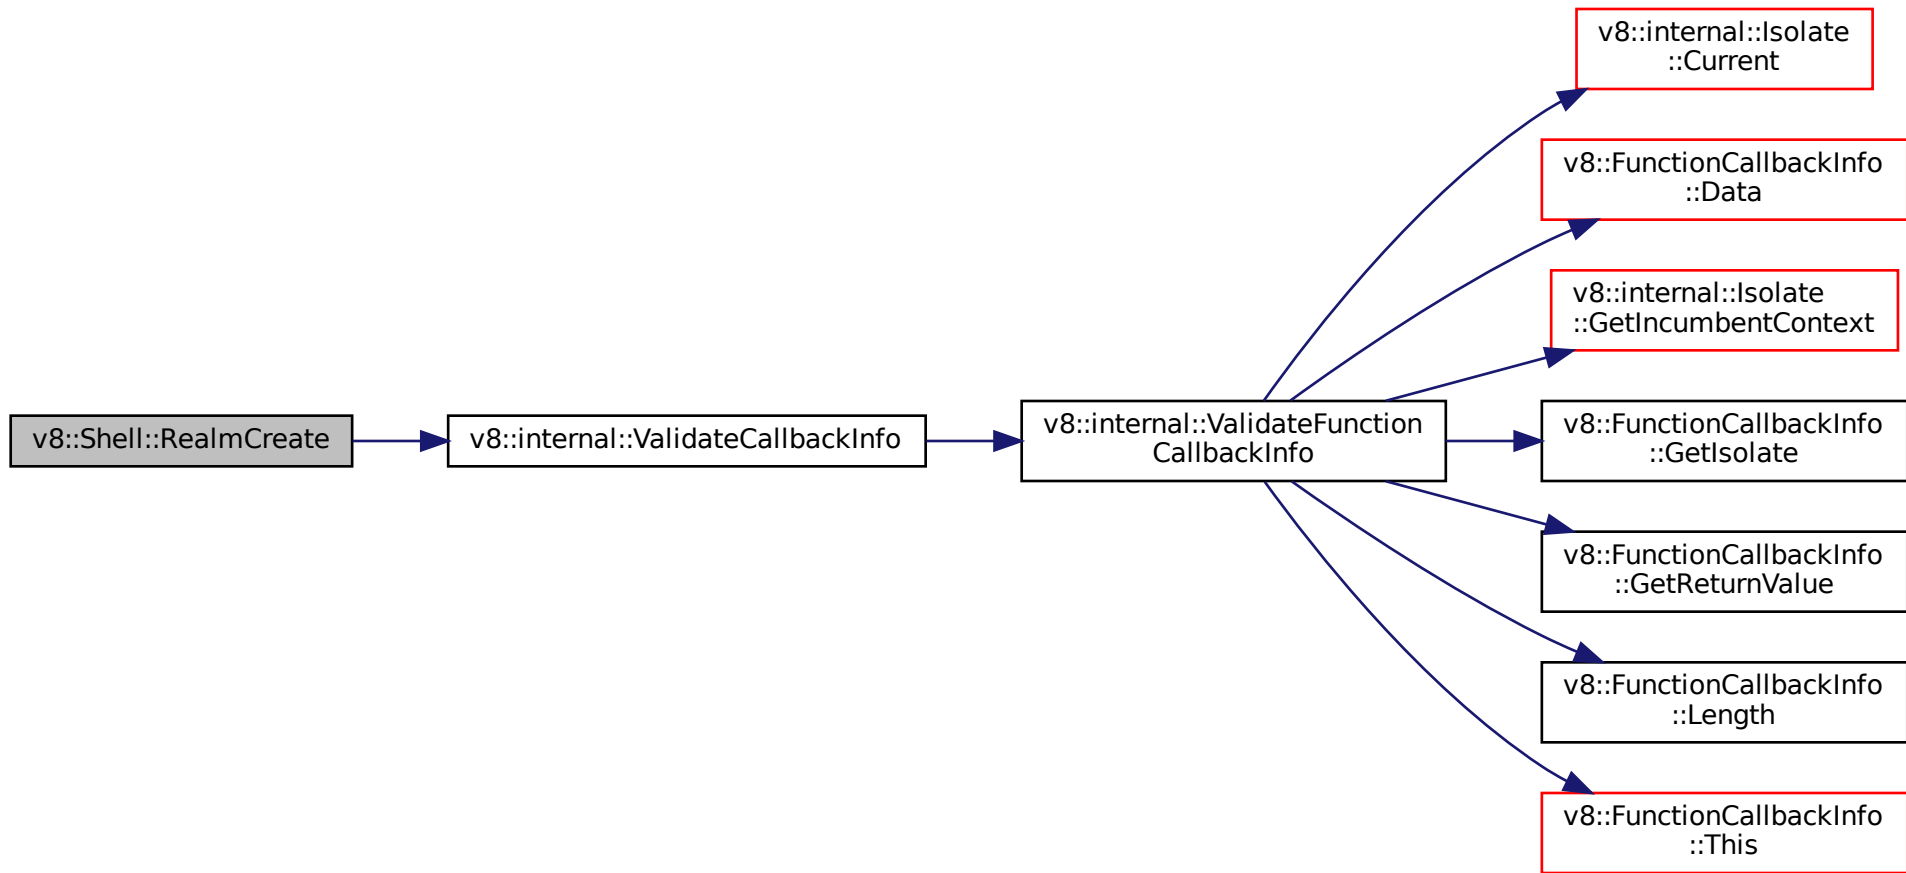 v8::internal::Isolate
::Current
v8::FunctionCallbackInfo
::Data
v8::internal::Isolate
::GetIncumbentContext
v8::Shell::RealmCreate
v8::internal::ValidateCallbackInfo
v8::internal::ValidateFunction
CallbackInfo
v8::FunctionCallbackInfo
::GetIsolate
v8::FunctionCallbackInfo
::GetReturnValue
v8::FunctionCallbackInfo
::Length
v8::FunctionCallbackInfo
::This